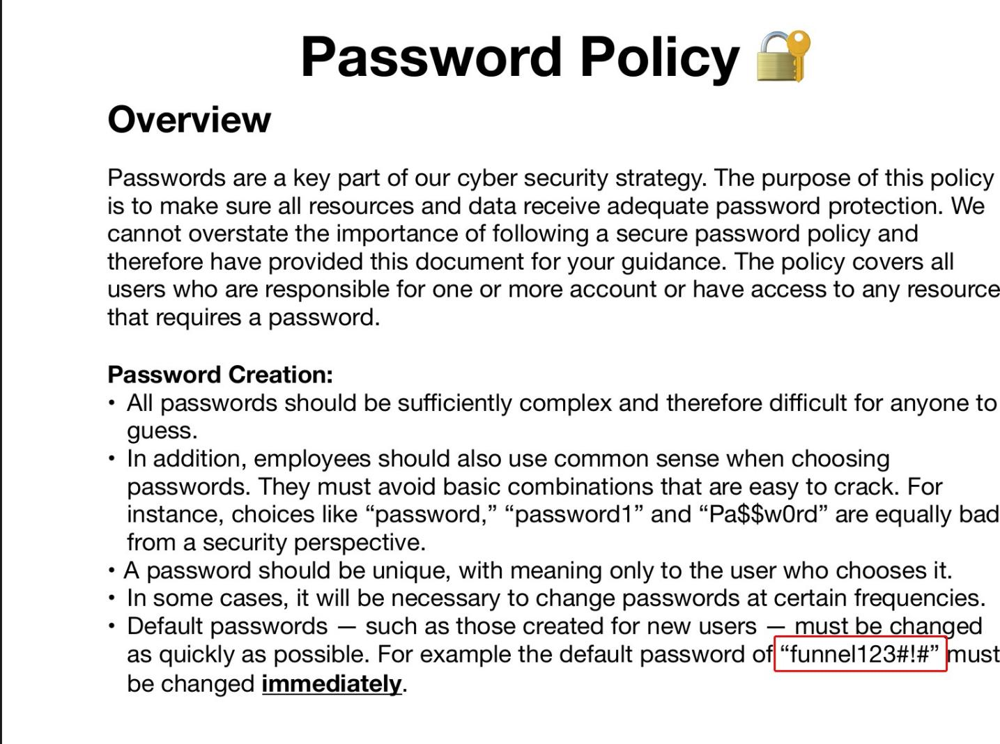 Password Policy 🔐
Overview
Passwords are a key part of our cyber security strategy. The purpose of this policy
is to make sure all resources and data receive adequate password protection. We
cannot overstate the importance of following a secure password policy and
therefore have provided this document for your guidance. The policy covers all
users who are responsible for one or more account or have access to any resource
that requires a password.
Password Creation:
• All passwords should be sufficiently complex and therefore difficult for anyone to
guess.
• In addition, employees should also use common sense when choosing
passwords. They must avoid basic combinations that are easy to crack. For
instance, choices like “password,” “password1” and “Pa$$w0rd” are equally bad
from a security perspective.
• A password should be unique, with meaning only to the user who chooses it.
• In some cases, it will be necessary to change passwords at certain frequencies.
• Default passwords — such as those created for new users — must be changed
as quickly as possible. For example the default password of “funnel123#!#” must
be changed immediately.